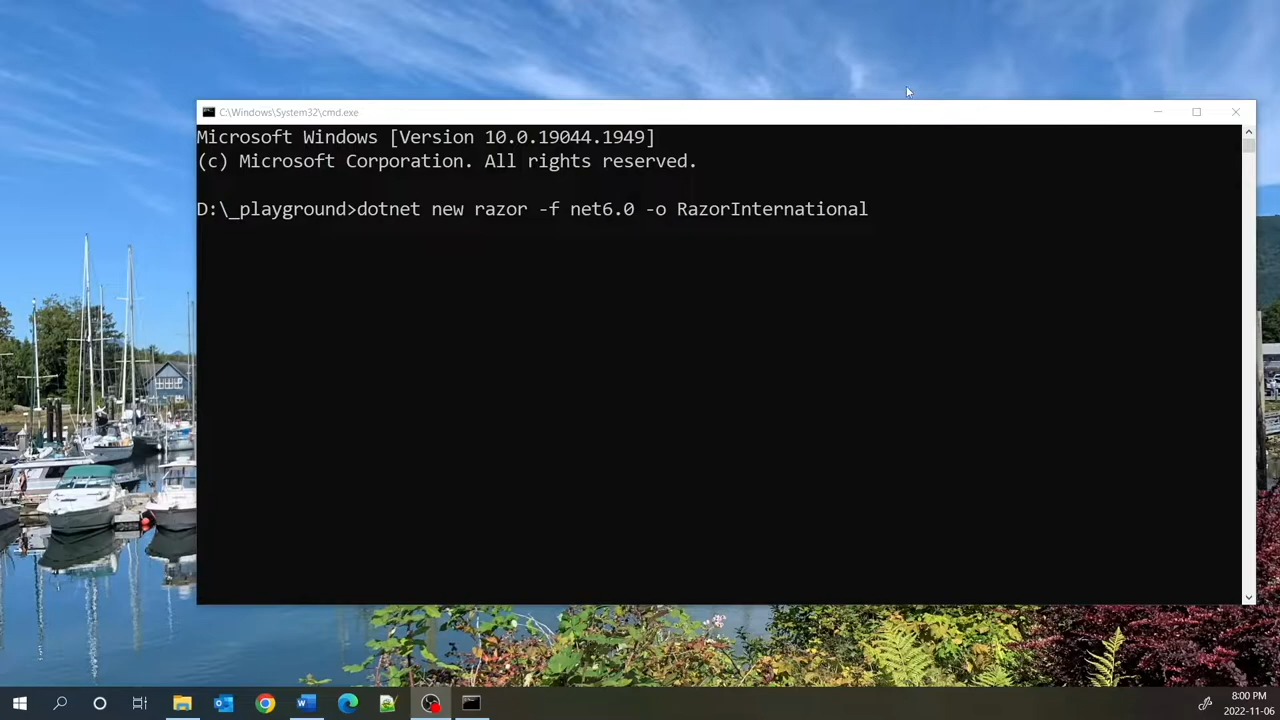 C:\Windows\System32\cmd.exe
Microsoft Windows [Version 10.0.19044.1949]
(c) Microsoft Corporation. All rights reserved.
D:\_playground>dotnet new razor -f net6.0 -o RazorInternational
8:00 PM
2022-11-06